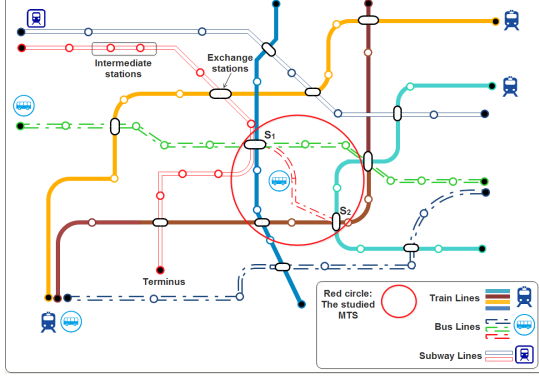 Intermediate
stations
Exchange
stations
S1
S2
Terminus
Red circle:
The studied
MTS
Train Lines
Bus Lines
Subway Lines